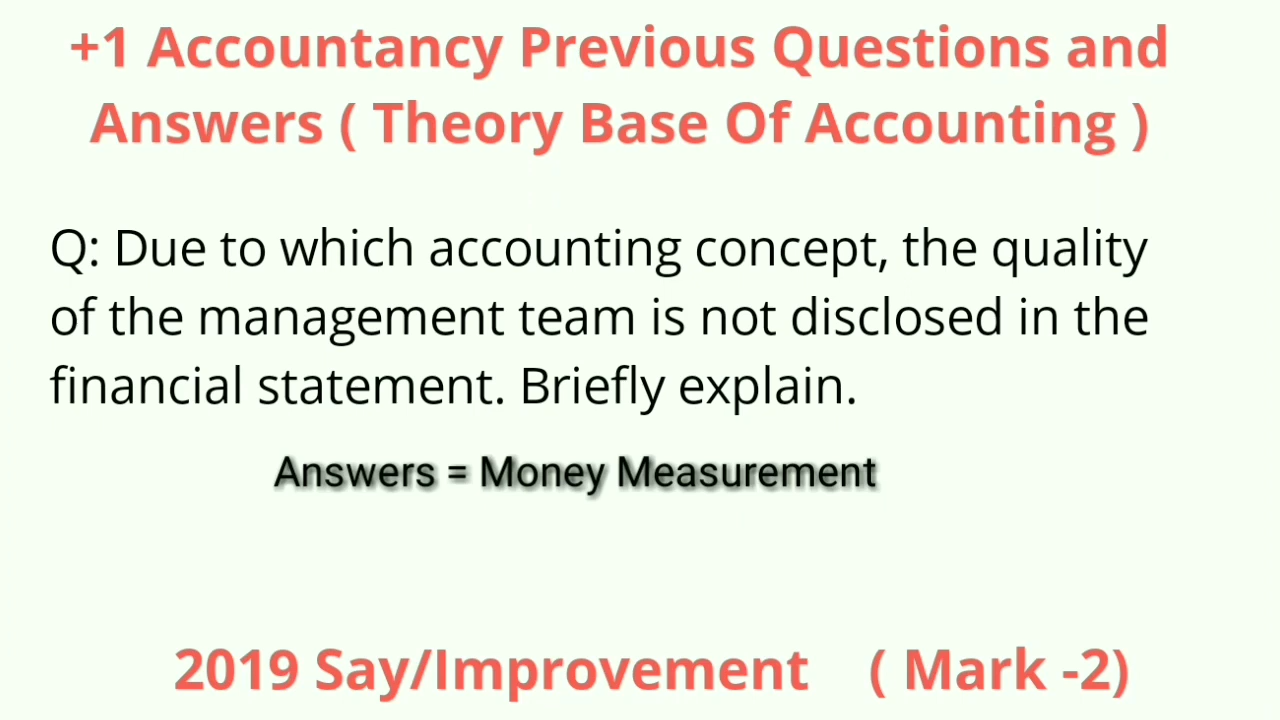 +1 Accountancy Previous Questions and
Answers ( Theory Base Of Accounting )
Q: Due to which accounting concept, the quality
of the management team is not disclosed in the
financial statement. Briefly explain.
Answers = Money Measurement
2019 Say/Improvement ( Mark -2)